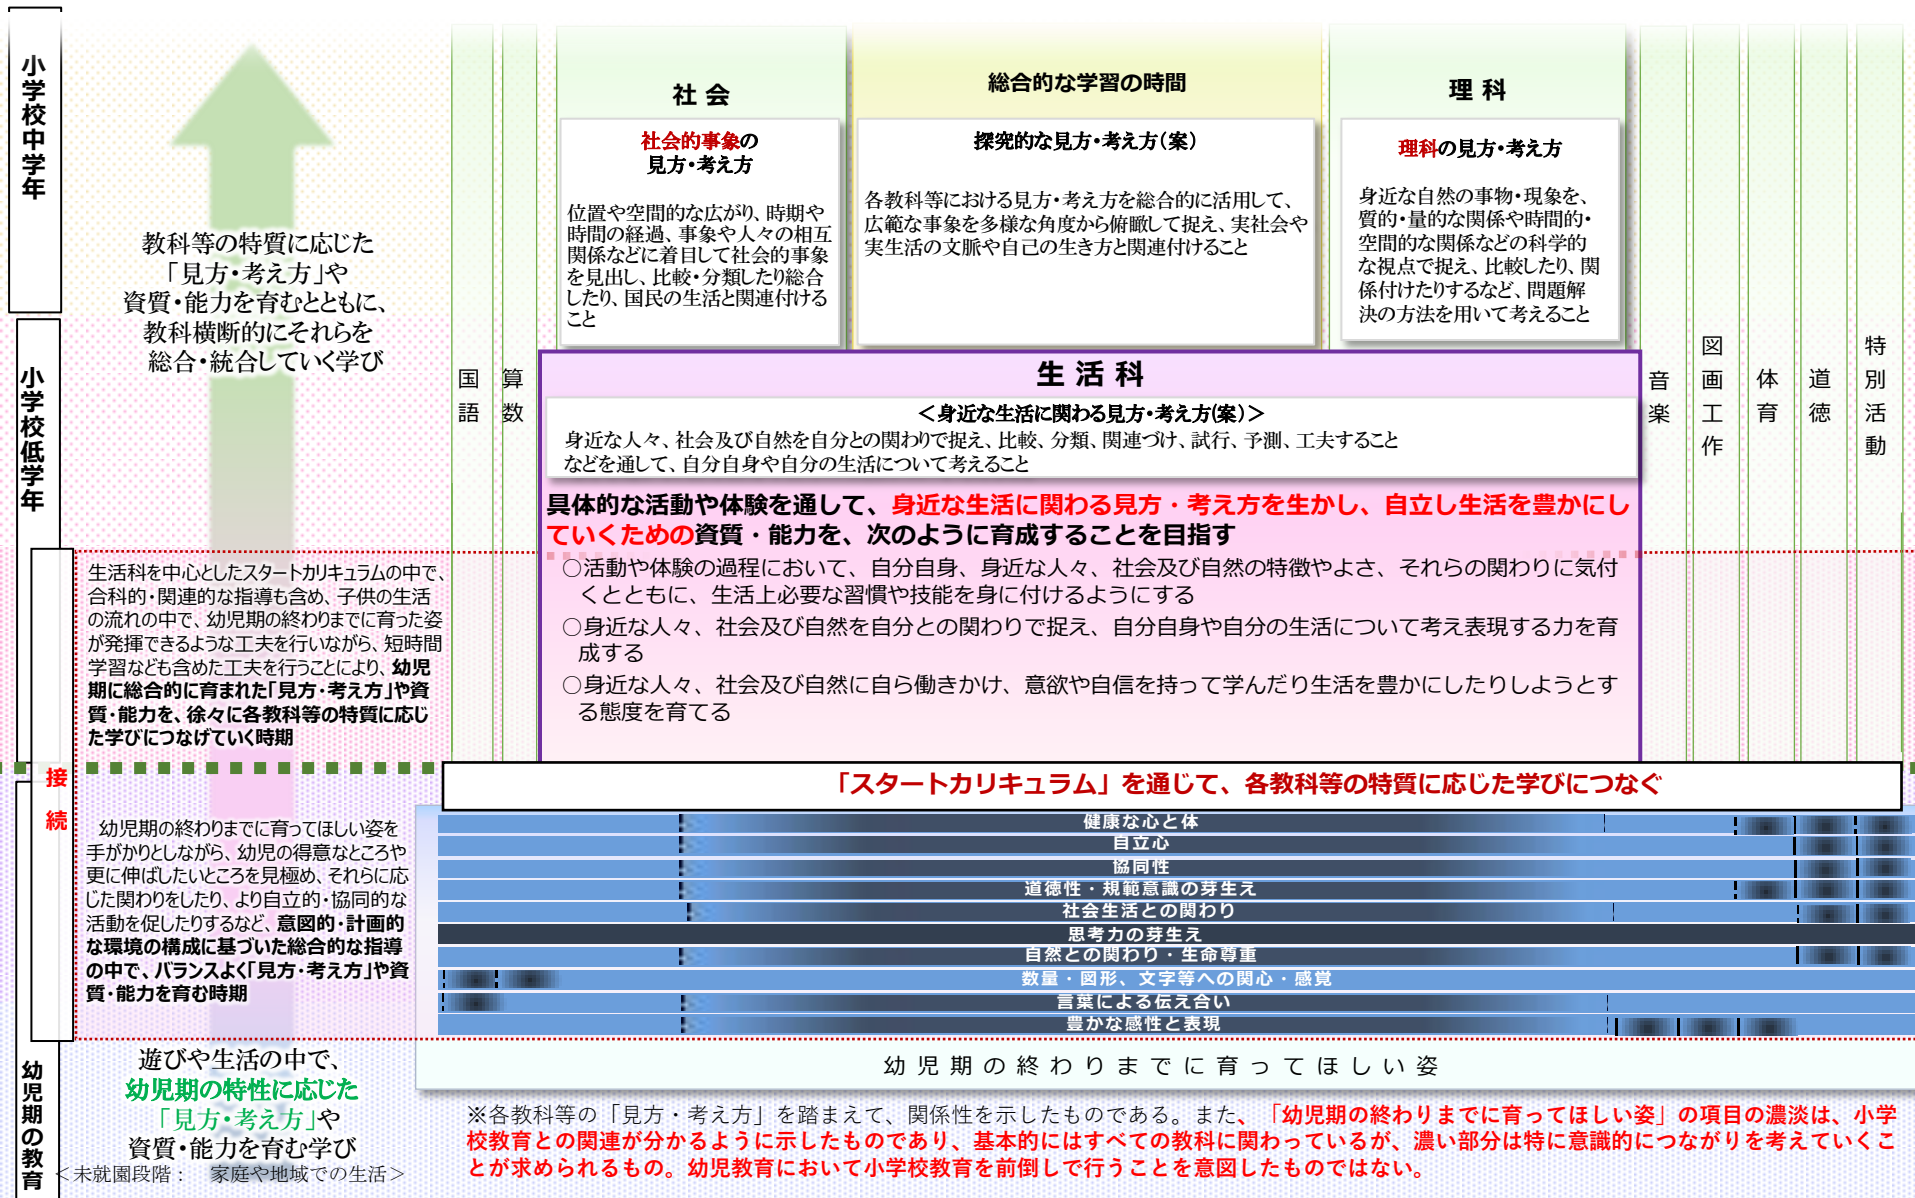 小学校中学年
教科等の特質に応じた
「見方・考え方」や
資質・能力を育むとともに、
教科横断的にそれらを
総合・統合していく学び
社 会
社会的事象の
見方・考え方
位置や空間的な広がり、時期や
時間の経過、事象や人々の相互
関係などに着目して社会的事象
を見出し、比較・分類したり総合
したり、国民の生活と関連付ける
こと
総合的な学習の時間
探究的な見方・考え方(案)
各教科等における見方・考え方を総合的に活用して、
広範な事象を多様な角度から俯瞰して捉え、実社会や
実生活の文脈や自己の生き方と関連付けること
理 科
理科の見方・考え方
身近な自然の事物・現象を、
質的・量的な関係や時間的・
空間的な関係などの科学的
な視点で捉え、比較したり、関
係付けたりするなど、問題解
決の方法を用いて考えること
小学校低学年
国語
算数
生 活 科
<身近な生活に関わる見方・考え方(案)>
身近な人々、社会及び自然を自分との関わりで捉え、比較、分類、関連づけ、試行、予測、工夫すること
などを通して、自分自身や自分の生活について考えること
具体的な活動や体験を通して、身近な生活に関わる見方・考え方を生かし、自立し生活を豊かにし
ていくための資質・能力を、次のように育成することを目指す
○活動や体験の過程において、自分自身、身近な人々、社会及び自然の特徴やよさ、それらの関わりに気付
くとともに、生活上必要な習慣や技能を身に付けるようにする
○身近な人々、社会及び自然を自分との関わりで捉え、自分自身や自分の生活について考え表現する力を育
成する
○身近な人々、社会及び自然に自ら働きかけ、意欲や自信を持って学んだり生活を豊かにしたりしようとす
る態度を育てる
音楽
図画工作
体育
道徳
特別活動
生活科を中心としたスタートカリキュラムの中で、
合科的・関連的な指導も含め、子供の生活
の流れの中で、幼児期の終わりまでに育った姿
が発揮できるような工夫を行いながら、短時間
学習なども含めた工夫を行うことにより、幼児
期に総合的に育まれた「見方・考え方」や資
質・能力を、徐々に各教科等の特質に応じ
た学びにつなげていく時期
接続
「スタートカリキュラム」を通じて、各教科等の特質に応じた学びにつなぐ
幼児期の終わりまでに育ってほしい姿を
手がかりとしながら、幼児の得意なところや
更に伸ばしたいところを見極め、それらに応
じた関わりをしたり、より自立的・協同的な
活動を促したりするなど、意図的・計画的
な環境の構成に基づいた総合的な指導
の中で、バランスよく「見方・考え方」や資
質・能力を育む時期
健康な心と体
自立心
協同性
道徳性・規範意識の芽生え
社会生活との関わり
思考力の芽生え
自然との関わり・生命尊重
数量・図形、文字等への関心・感覚
言葉による伝え合い
豊かな感性と表現
幼児期の終わりまでに育ってほしい姿
幼児期の教育
遊びや生活の中で、
幼児期の特性に応じた
「見方・考え方」や
資質・能力を育む学び
<未就園段階: 家庭や地域での生活>
※各教科等の「見方・考え方」を踏まえて、関係性を示したものである。また、「幼児期の終わりまでに育ってほしい姿」の項目の濃淡は、小学
校教育との関連が分かるように示したものであり、基本的にはすべての教科に関わっているが、濃い部分は特に意識的につながりを考えていくこ
とが求められるもの。幼児教育において小学校教育を前倒しで行うことを意図したものではない。